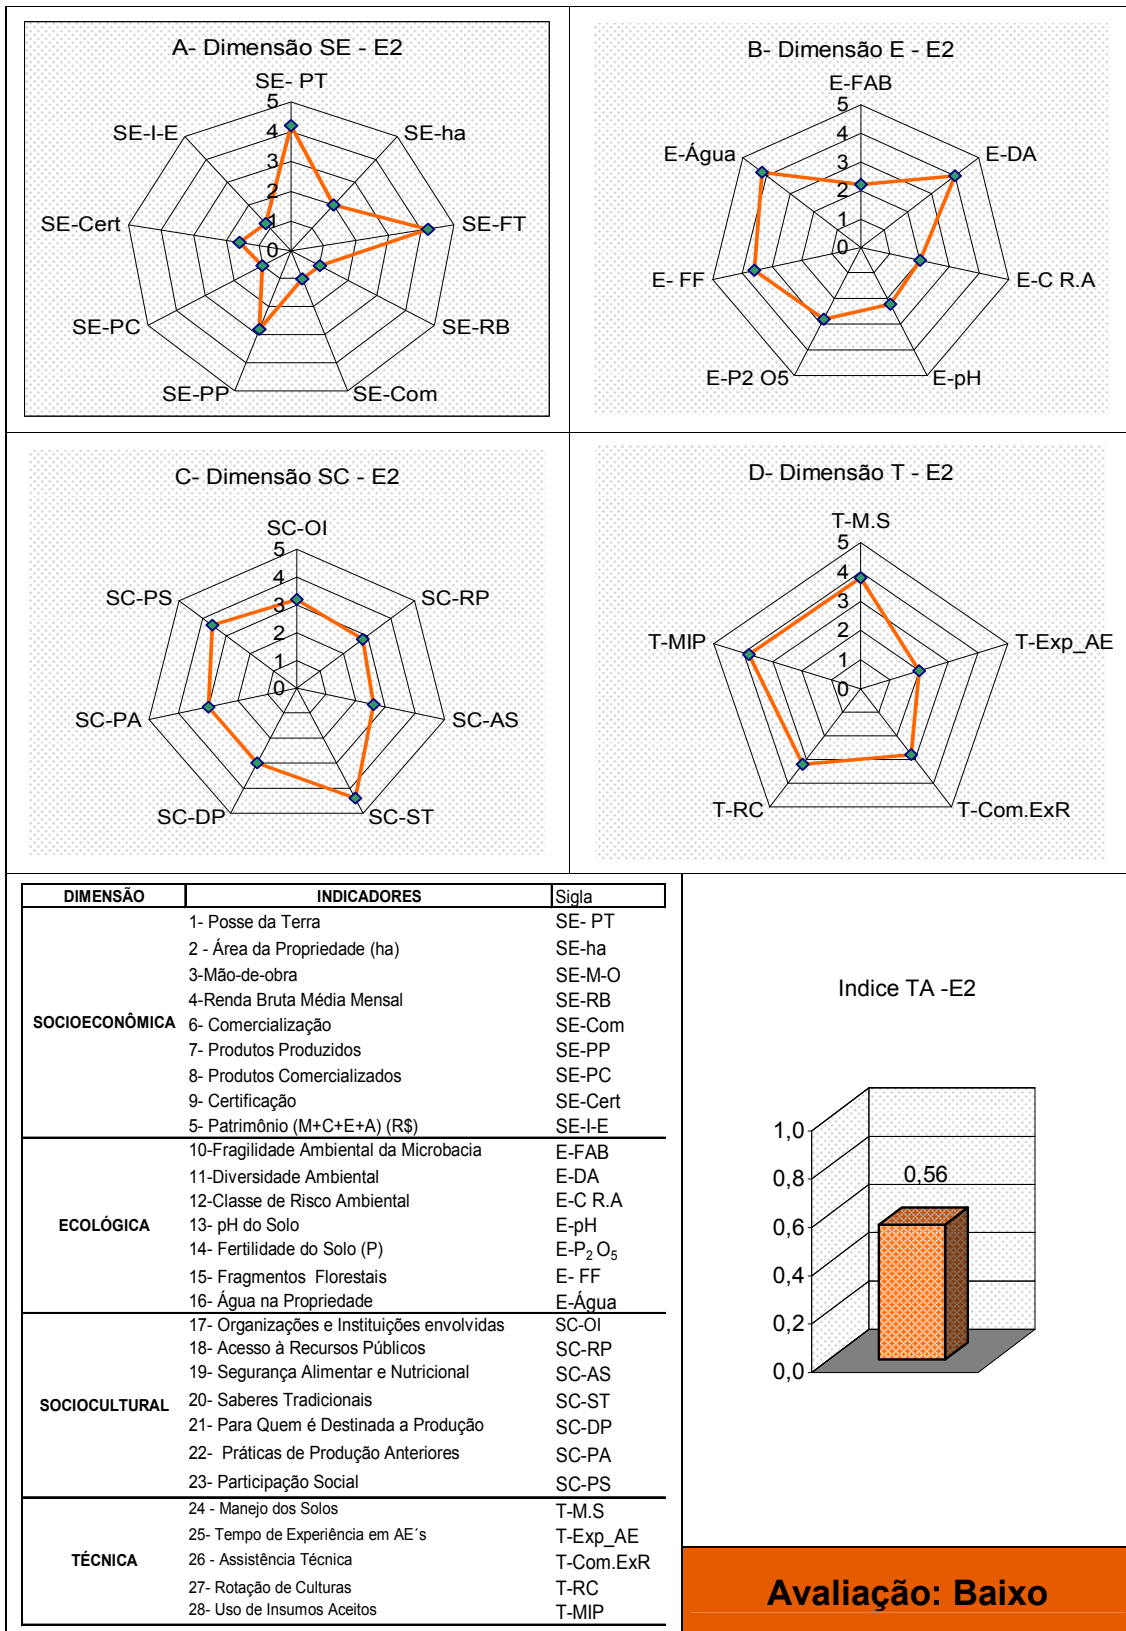 A- Dimensão SE - E2
SE- PT
SE-ha
SE-FT
SE-RB
SE-Com
SE-PP
SE-PC
SE-Cert
SE-I-E
5
4
3
2
1
0
B- Dimensão E - E2
E-FAB
E-DA
E-C R.A
E-pH
E-P2 O5
E- FF
E-Água
5
4
3
2
1
0
C- Dimensão SC - E2
SC-OI
SC-RP
SC-AS
SC-ST
SC-DP
SC-PA
SC-PS
5
4
3
2
1
0
D- Dimensão T - E2
T-M.S
T-Exp_AE
T-Com.ExR
T-RC
T-MIP
5
4
3
2
1
0
DIMENSÃO INDICADORES Sigla
SOCIOECONÔMICA
1- Posse da Terra SE- PT
2 - Área da Propriedade (ha) SE-ha
3-Mão-de-obra SE-M-O
4-Renda Bruta Média Mensal SE-RB
6- Comercialização SE-Com
7- Produtos Produzidos SE-PP
8- Produtos Comercializados SE-PC
9- Certificação SE-Cert
5- Patrimônio (M+C+E+A) (R$) SE-I-E
ECOLÓGICA
10-Fragilidade Ambiental da Microbacia E-FAB
11-Diversidade Ambiental E-DA
12-Classe de Risco Ambiental E-C R.A
13- pH do Solo E-pH
14- Fertilidade do Solo (P) E-P2 O5
15- Fragmentos Florestais E- FF
16- Água na Propriedade E-Água
SOCIOCULTURAL
17- Organizações e Instituições envolvidas SC-OI
18- Acesso à Recursos Públicos SC-RP
19- Segurança Alimentar e Nutricional SC-AS
20- Saberes Tradicionais SC-ST
21- Para Quem é Destinada a Produção SC-DP
22- Práticas de Produção Anteriores SC-PA
23- Participação Social SC-PS
TÉCNICA
24 - Manejo dos Solos T-M.S
25- Tempo de Experiência em AE´s T-Exp_AE
26 - Assistência Técnica T-Com.ExR
27- Rotação de Culturas T-RC
28- Uso de Insumos Aceitos T-MIP
Indice TA -E2
1,0
0,8
0,6
0,4
0,2
0,0
0,56
Avaliação: Baixo